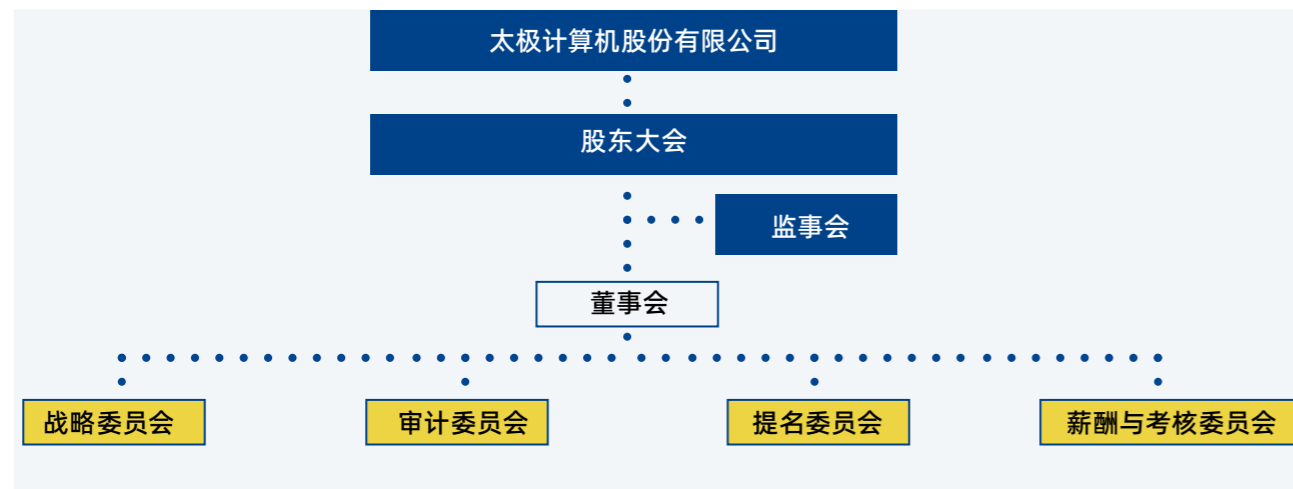 太极计算机股份有限公司
股东大会
监事会
董事会
战略委员会
审计委员会
提名委员会
薪酬与考核委员会